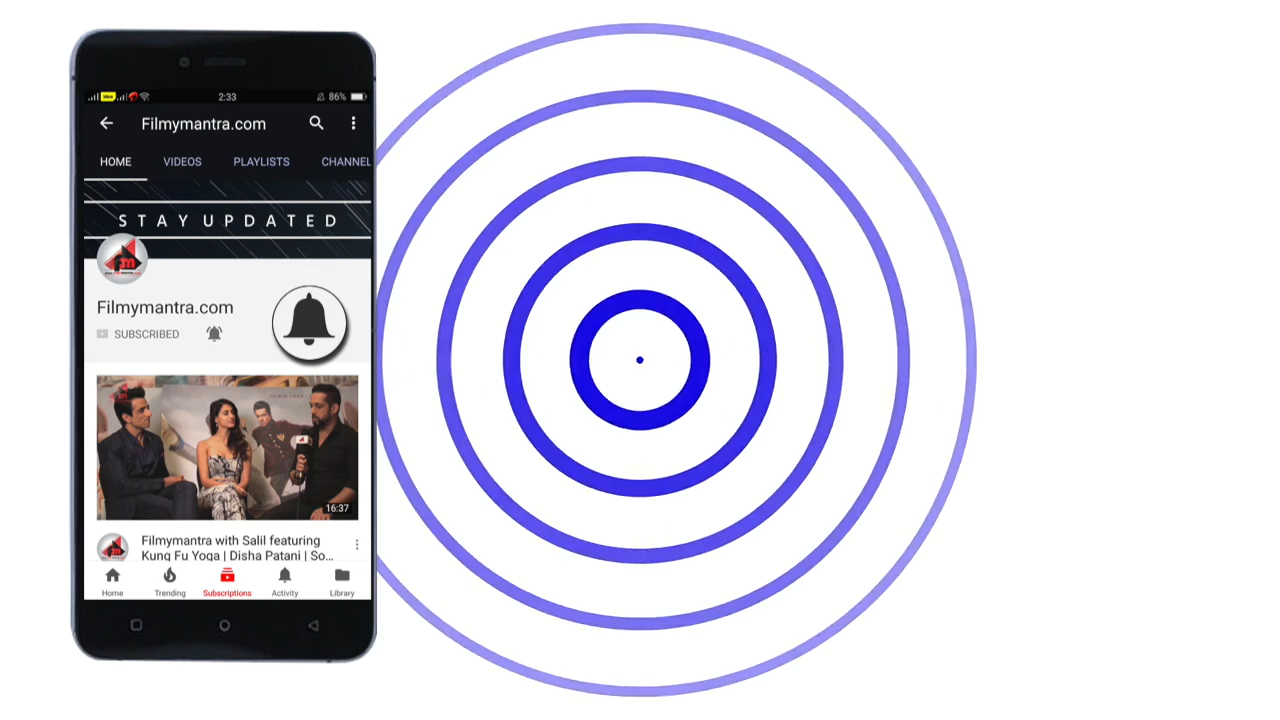 2:33
86%
Filmymantra.com
HOME VIDEOS PLAYLISTS CHANNEL
STAY UPDATED
fm
Filmymantra.com
SUBSCRIBED
16:37
Filmymantra with Salil featuring
Kung Fu Yoga | Disha Patani | So...
Home Trending Subscriptions Activity Library